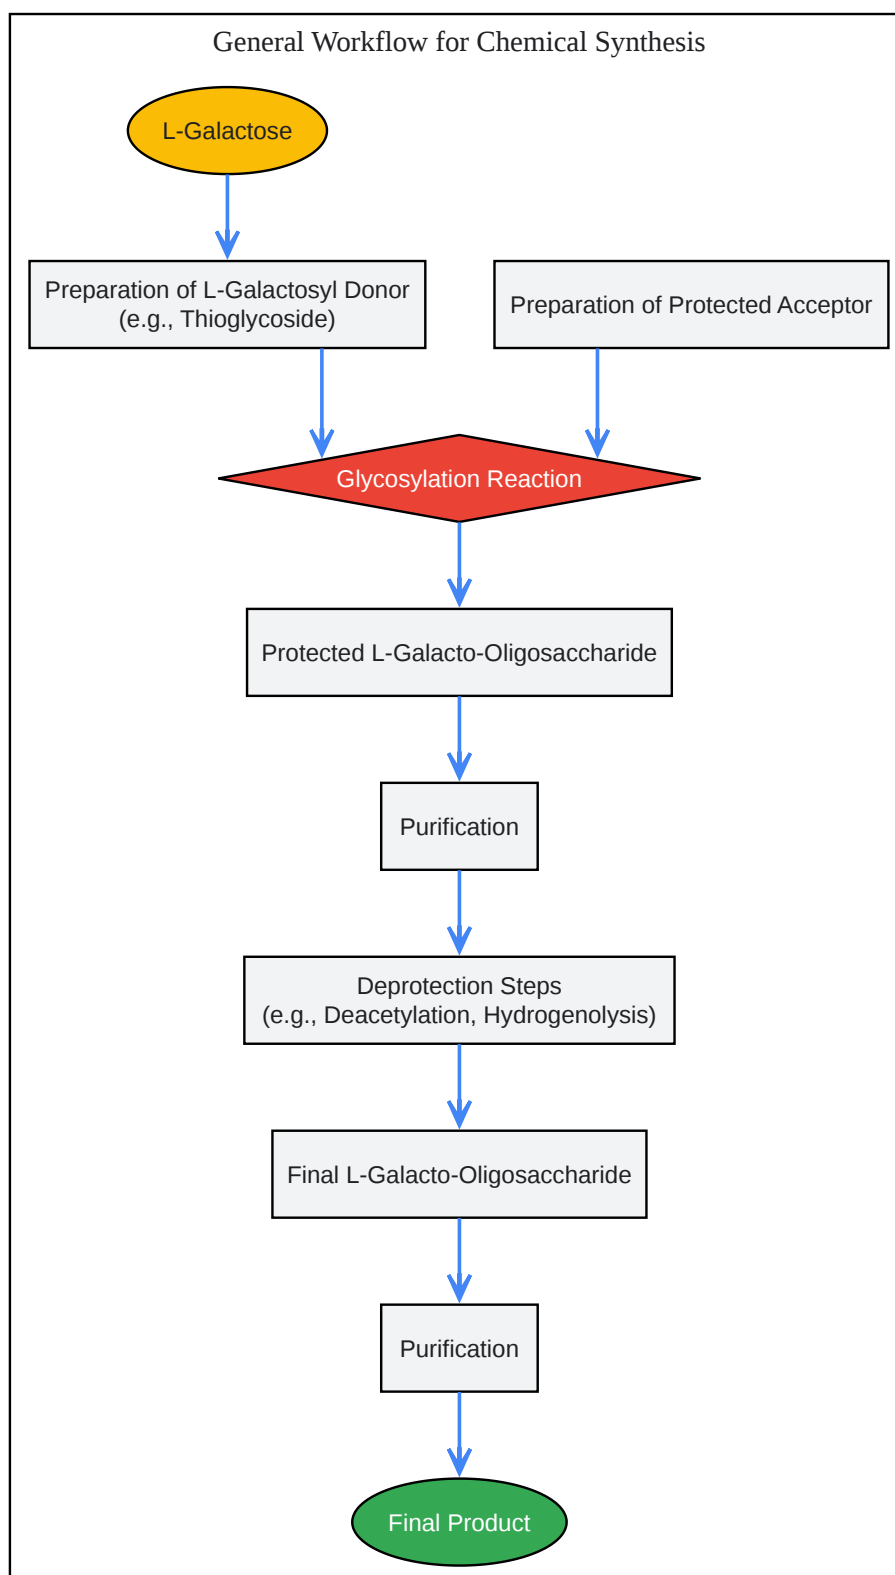 General Workflow for Chemical Synthesis
L-Galactose
Preparation of L-Galactosyl Donor
(e.g., Thioglycoside)
Preparation of Protected Acceptor
Glycosylation Reaction
Protected L-Galacto-Oligosaccharide
Purification
Deprotection Steps
(e.g., Deacetylation, Hydrogenolysis)
Final L-Galacto-Oligosaccharide
Purification
Final Product